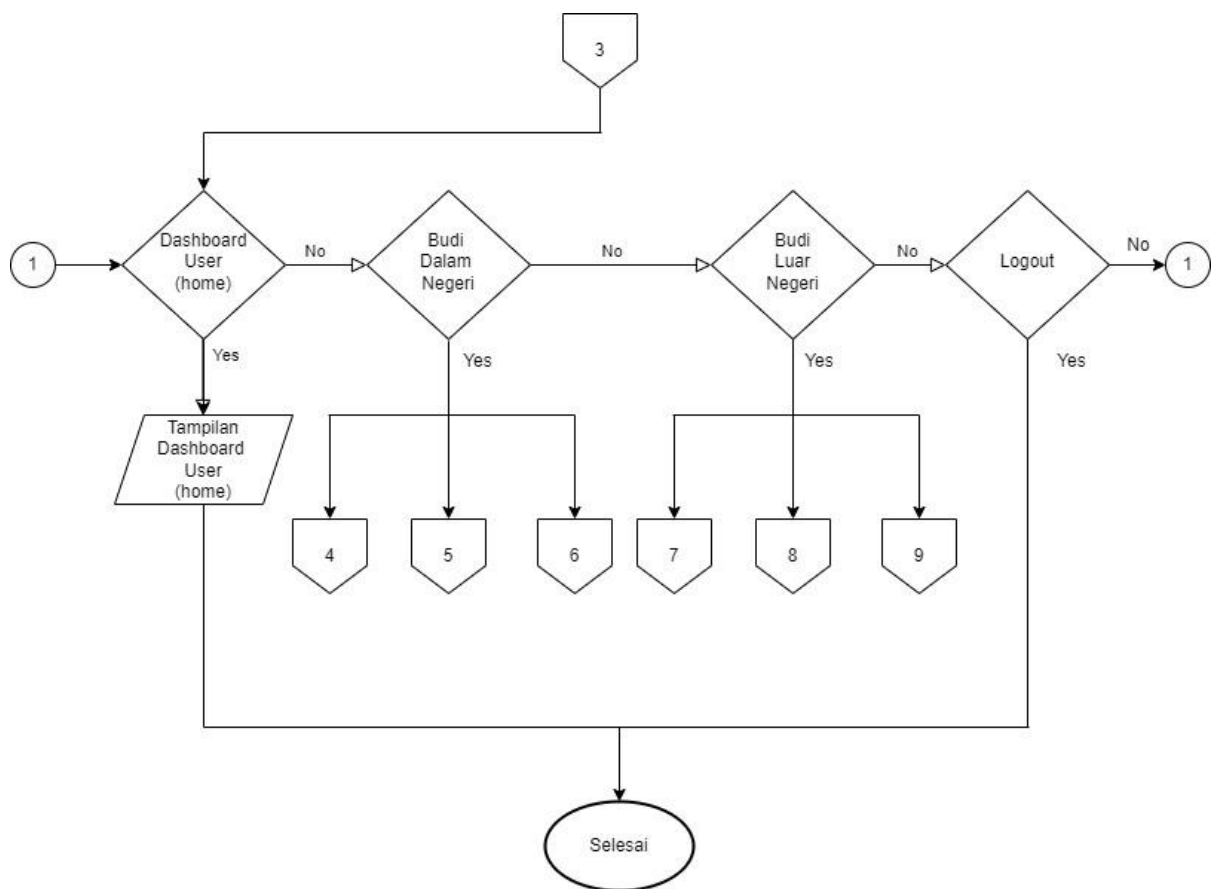 3
1
Dashboard
User
(home)
No
Budi
Dalam
Negeri
No
Budi
Luar
Negeri
No
Logout
No
1
Yes
Yes
Yes
Yes
Tampilan
Dashboard
User
(home)
4
5
6
7
8
9
Selesai